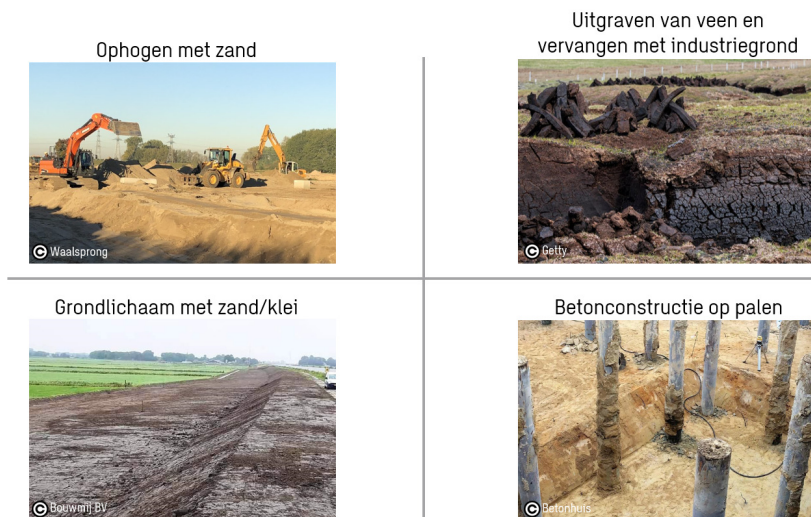 Ophogen met zand
© Waalsprong
Uitgraven van veen en
vervangen met industriegrond
© Getty
Grondlichaam met zand/klei
© Bouwmij BV
Betonconstructie op palen
© Betonhuis